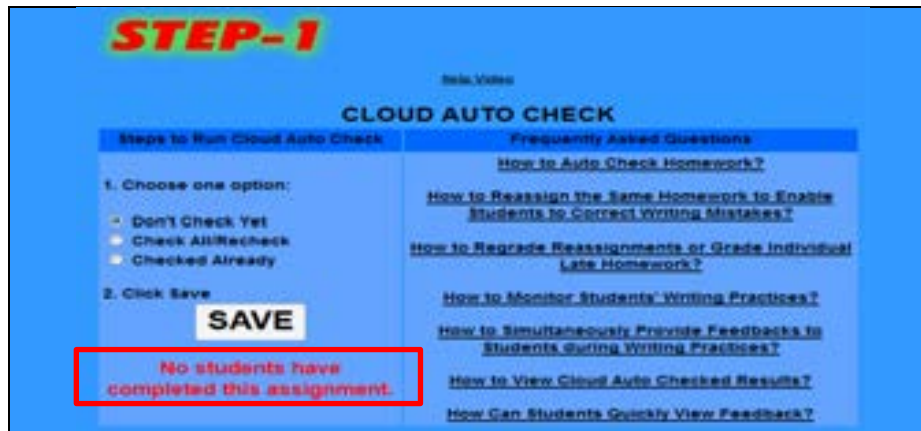 STEP-1
Help Video
CLOUD AUTO CHECK
Steps to Run Cloud Auto Check
1. Choose one option:
Don't Check Yet
Check All/Recheck
Checked Already
2. Click Save
SAVE
No students have
completed this assignment.
Frequently Asked Questions
How to Auto Check Homework?
How to Reassign the Same Homework to Enable
Students to Correct Writing Mistakes?
How to Regrade Reassignments or Grade Individual
Late Homework?
How to Monitor Students' Writing Practices?
How to Simultaneously Provide Feedbacks to
Students during Writing Practices?
How to View Cloud Auto Checked Results?
How Can Students Quickly View Feedback?